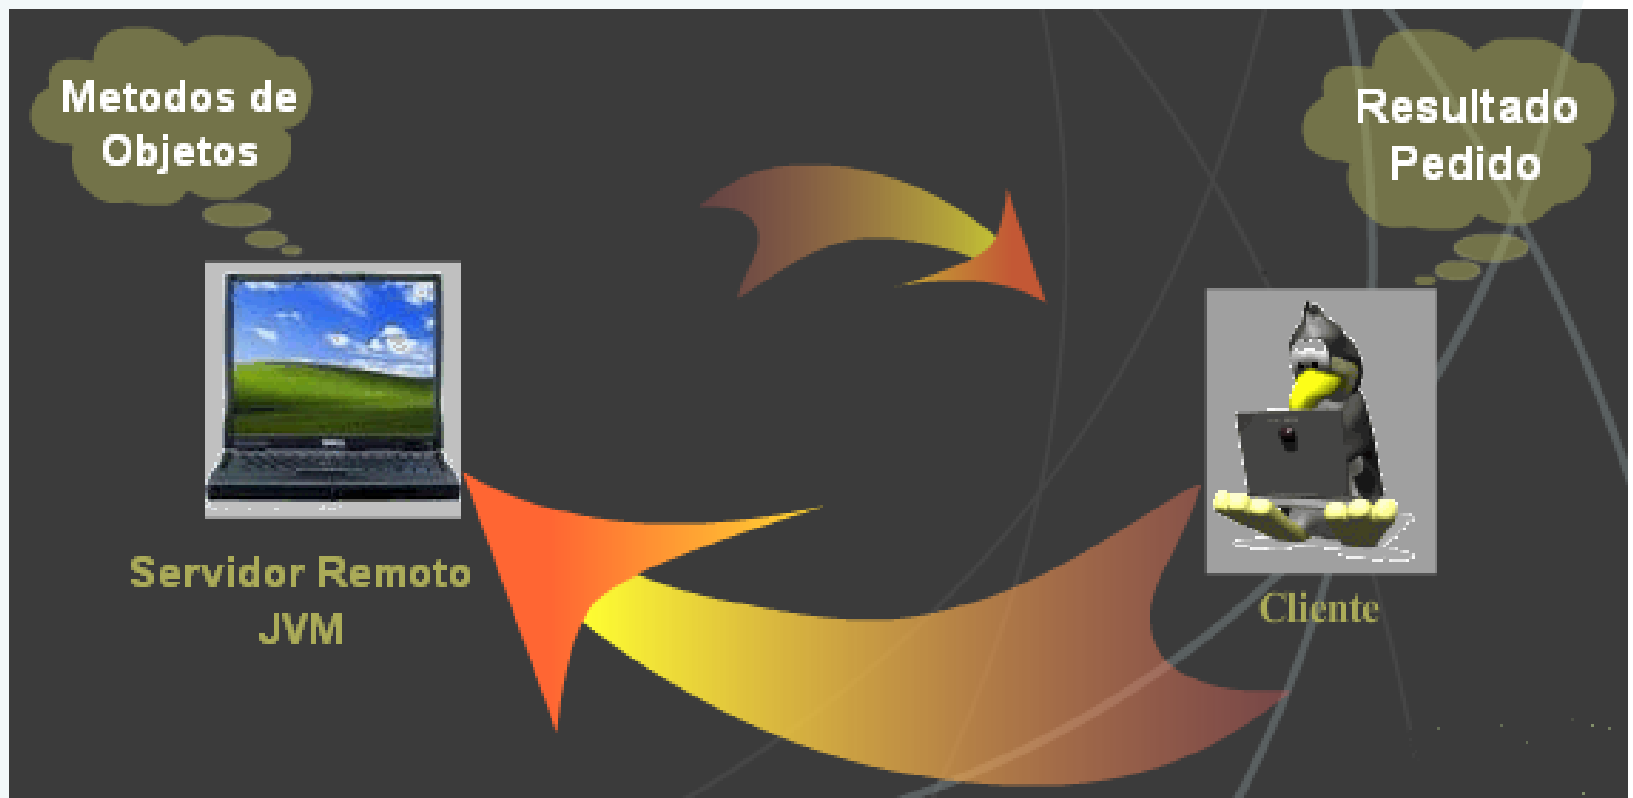 Metodos de
Objetos
Resultado
Pedido
Servidor Remoto
JVM
Cliente